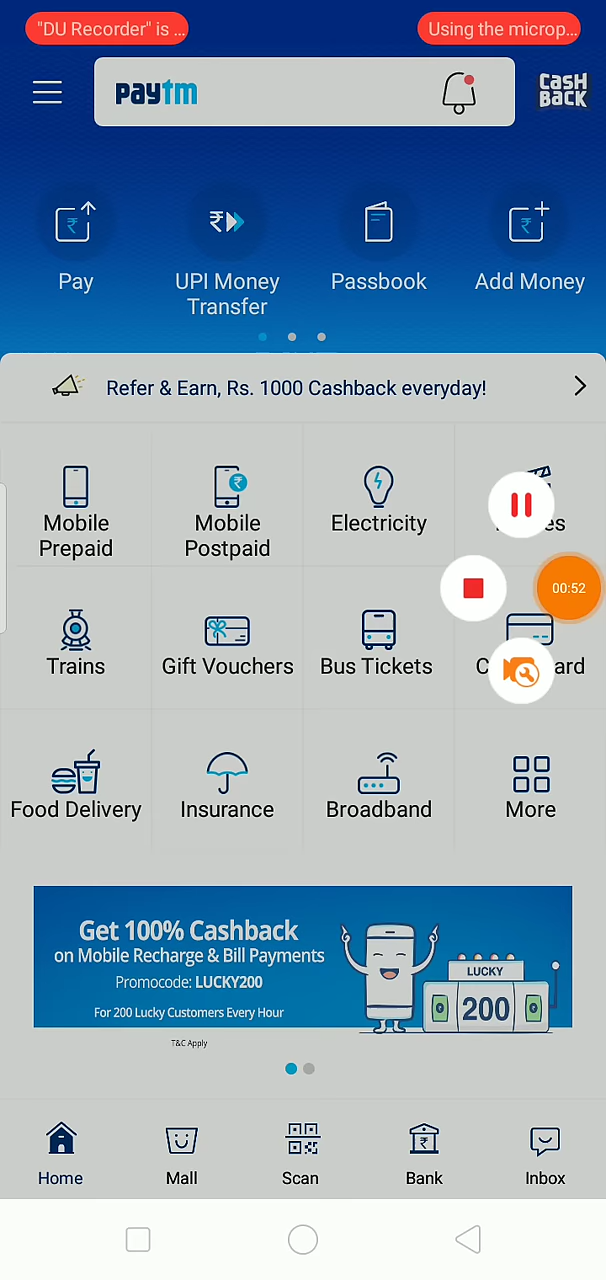 "DU Recorder" is ...
Using the microp...
paytm
CASH
BACK
Pay
UPI Money
Transfer
Passbook
Add Money
Refer & Earn, Rs. 1000 Cashback everyday!
Mobile
Prepaid
Mobile
Postpaid
Electricity
00:52
Trains
Gift Vouchers
Bus Tickets
Food Delivery
Insurance
Broadband
More
Get 100% Cashback
on Mobile Recharge & Bill Payments
Promocode: LUCKY200
For 200 Lucky Customers Every Hour
LUCKY
200
T&C Apply
Home
Mall
Scan
Bank
Inbox